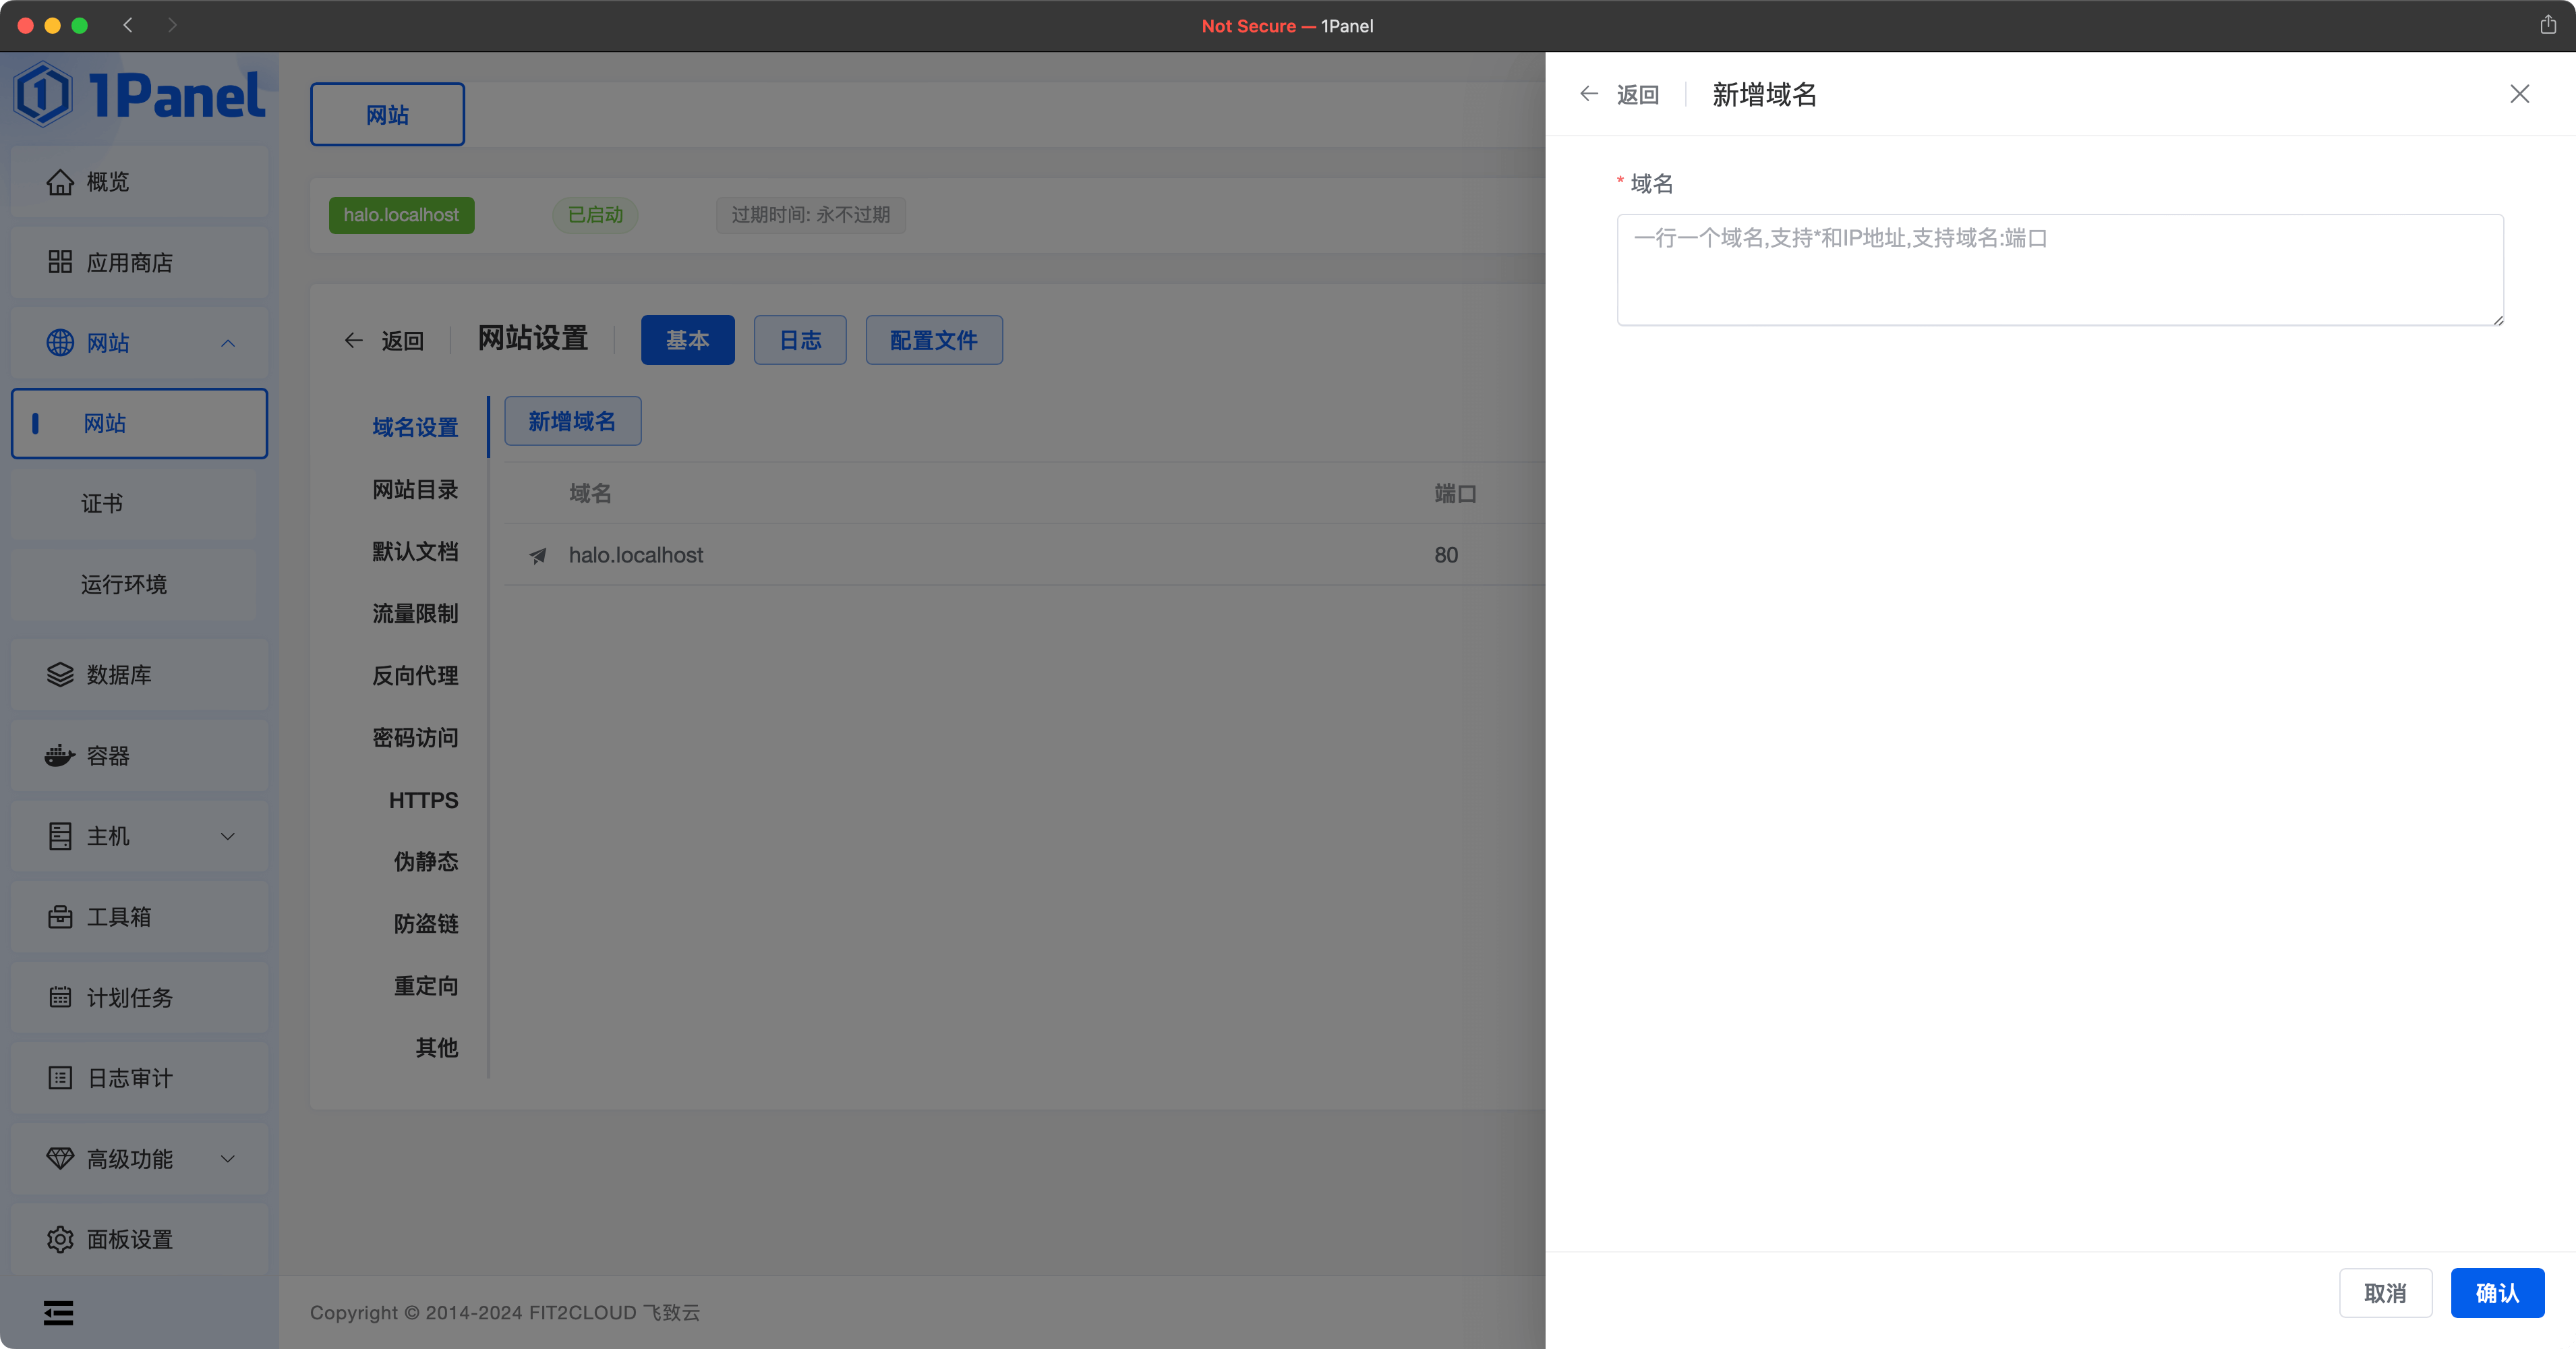 Not Secure — 1Panel
1Panel
概览
应用商店
网站
网站
证书
运行环境
数据库
容器
主机
工具箱
计划任务
日志审计
高级功能
面板设置
网站
halo.localhost
已启动
过期时间: 永不过期
返回
网站设置
基本
日志
配置文件
域名设置
网站目录
默认文档
流量限制
反向代理
密码访问
HTTPS
伪静态
防盗链
重定向
其他
新增域名
域名 端口
halo.localhost 80
Copyright © 2014-2024 FIT2CLOUD 飞致云
返回
新增域名
* 域名
一行一个域名,支持*和IP地址,支持域名:端口
取消
确认